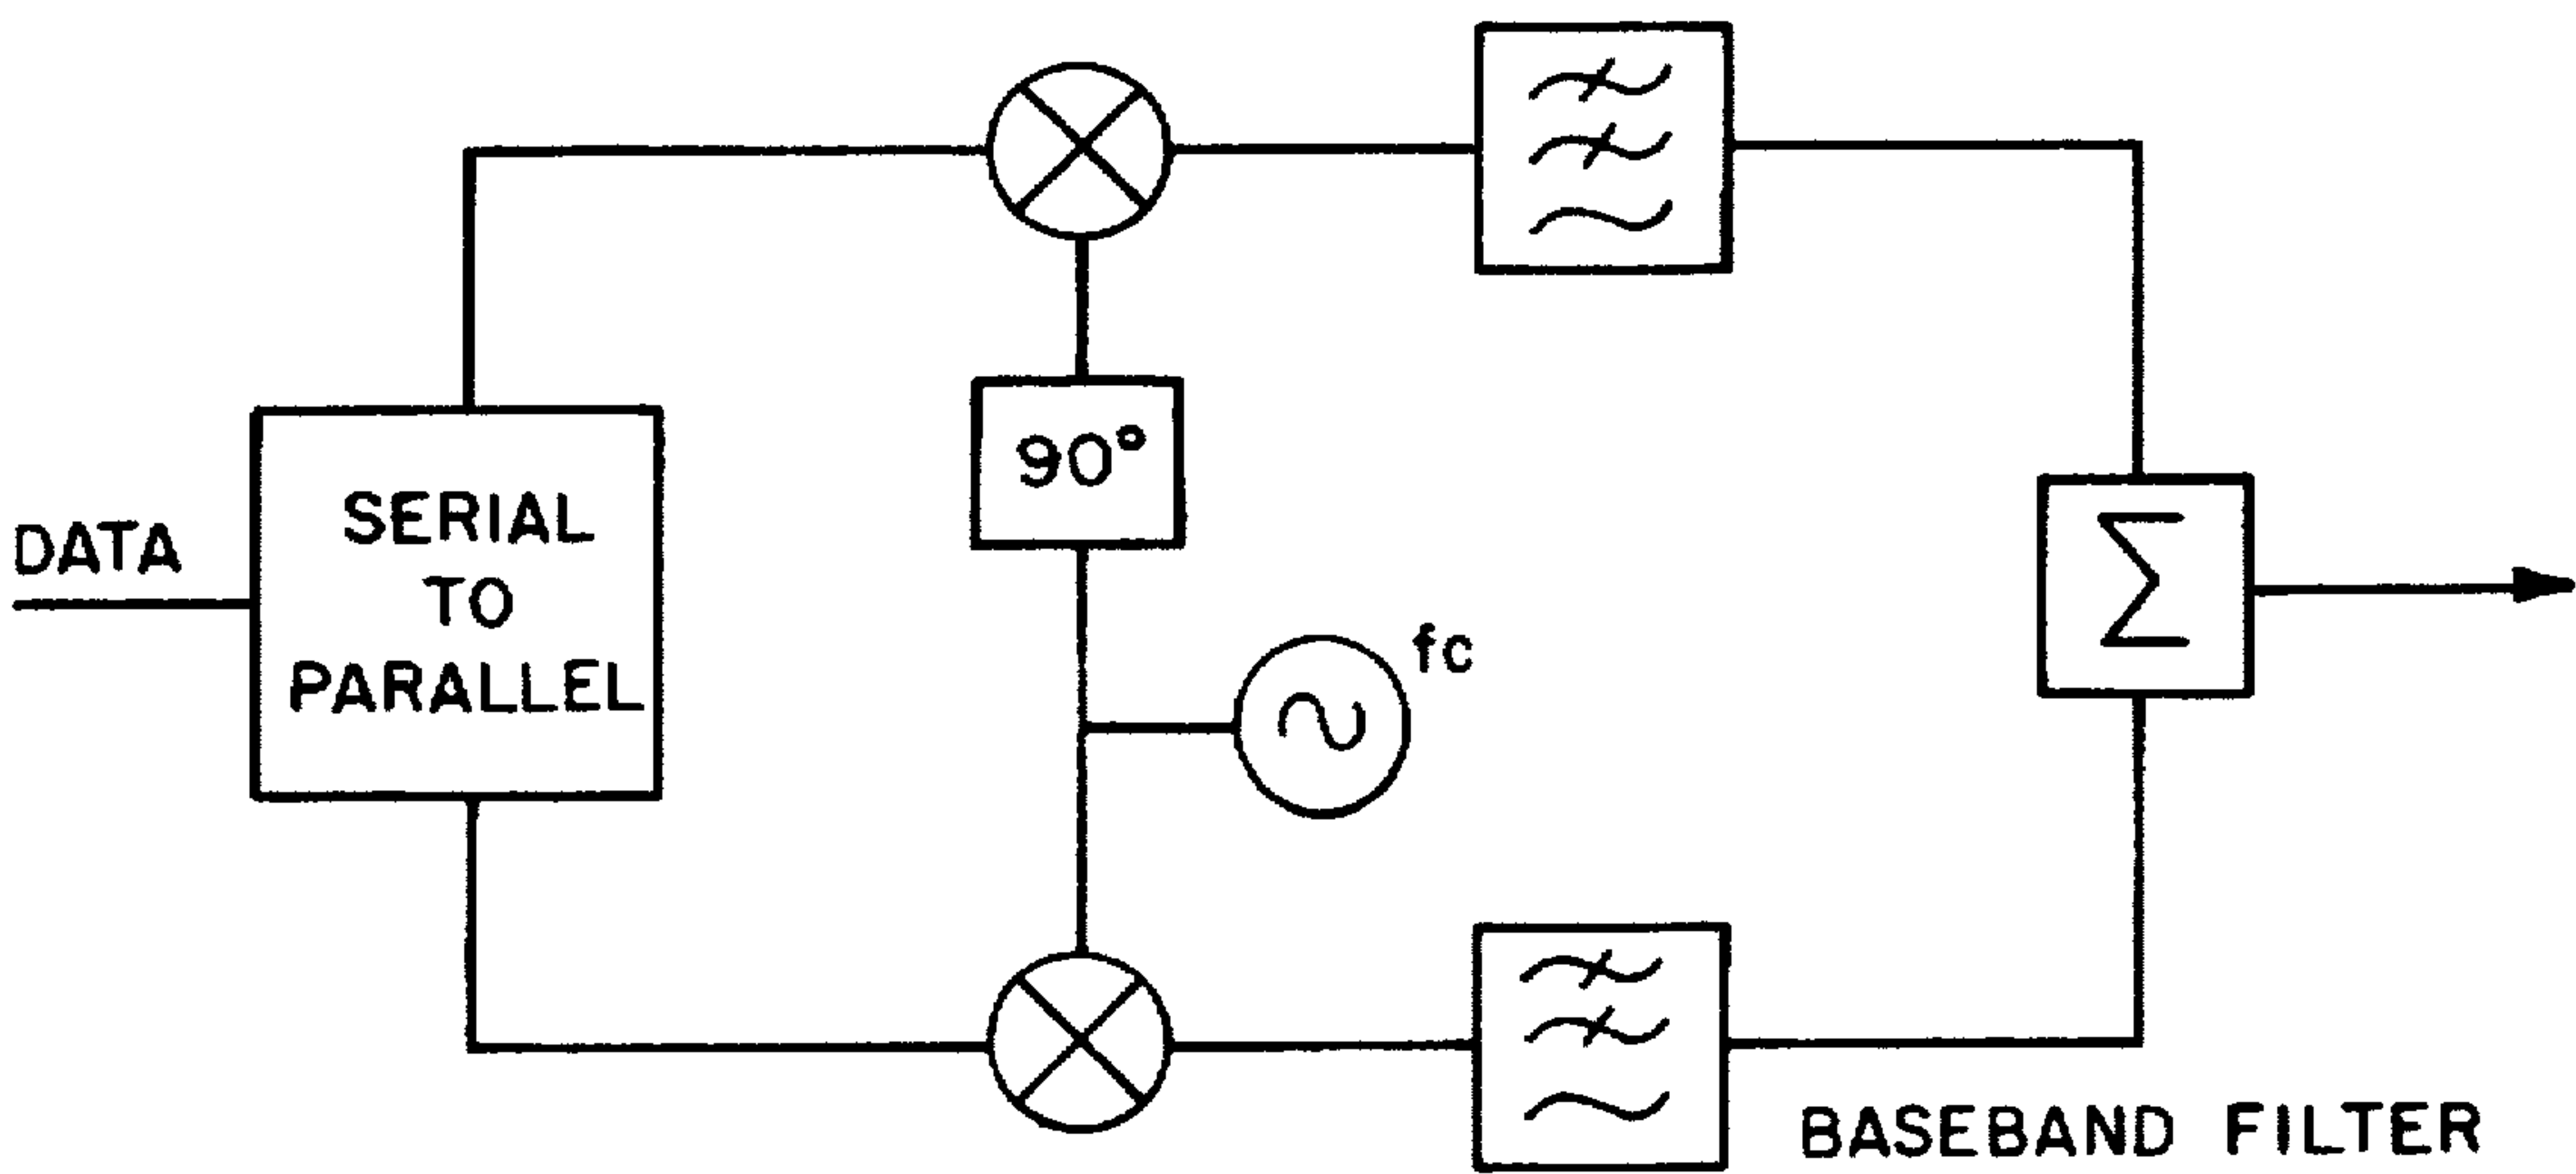 DATA
SERIAL
TO
PARALLEL
90°
fc
Σ
BASEBAND FILTER